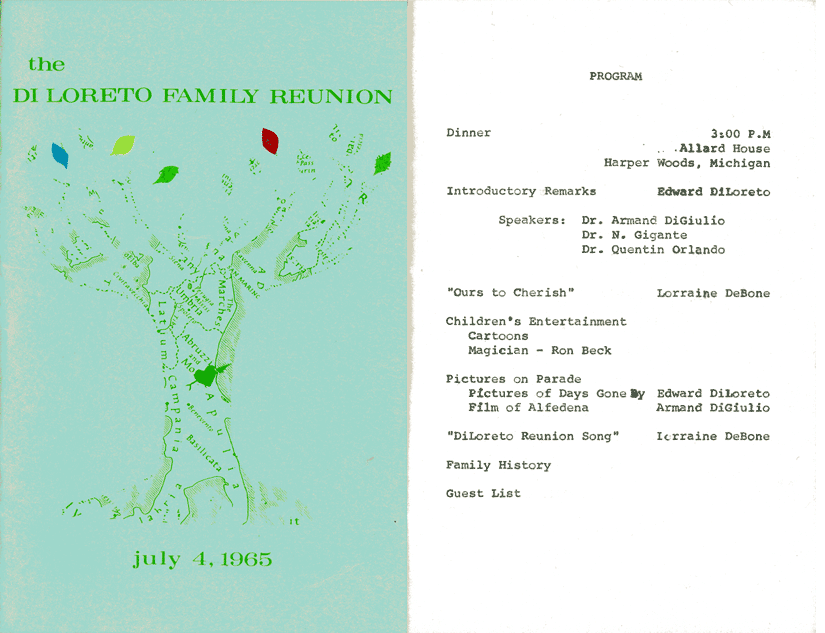 the
DI LORETO FAMILY REUNION
Marches
Umbria
Latium
Abruzzi
Campania
Apulia
Basilicata
july 4, 1965
PROGRAM
Dinner 3:00 P.M
Allard House
Harper Woods, Michigan
Introductory Remarks Edward DiLoreto
Speakers: Dr. Armand DiGiulio
Dr. N. Gigante
Dr. Quentin Orlando
"Ours to Cherish" Lorraine DeBone
Children's Entertainment
Cartoons
Magician - Ron Beck
Pictures on Parade
Pictures of Days Gone By Edward DiLoreto
Film of Alfedena Armand DiGiulio
"DiLoreto Reunion Song" Lorraine DeBone
Family History
Guest List